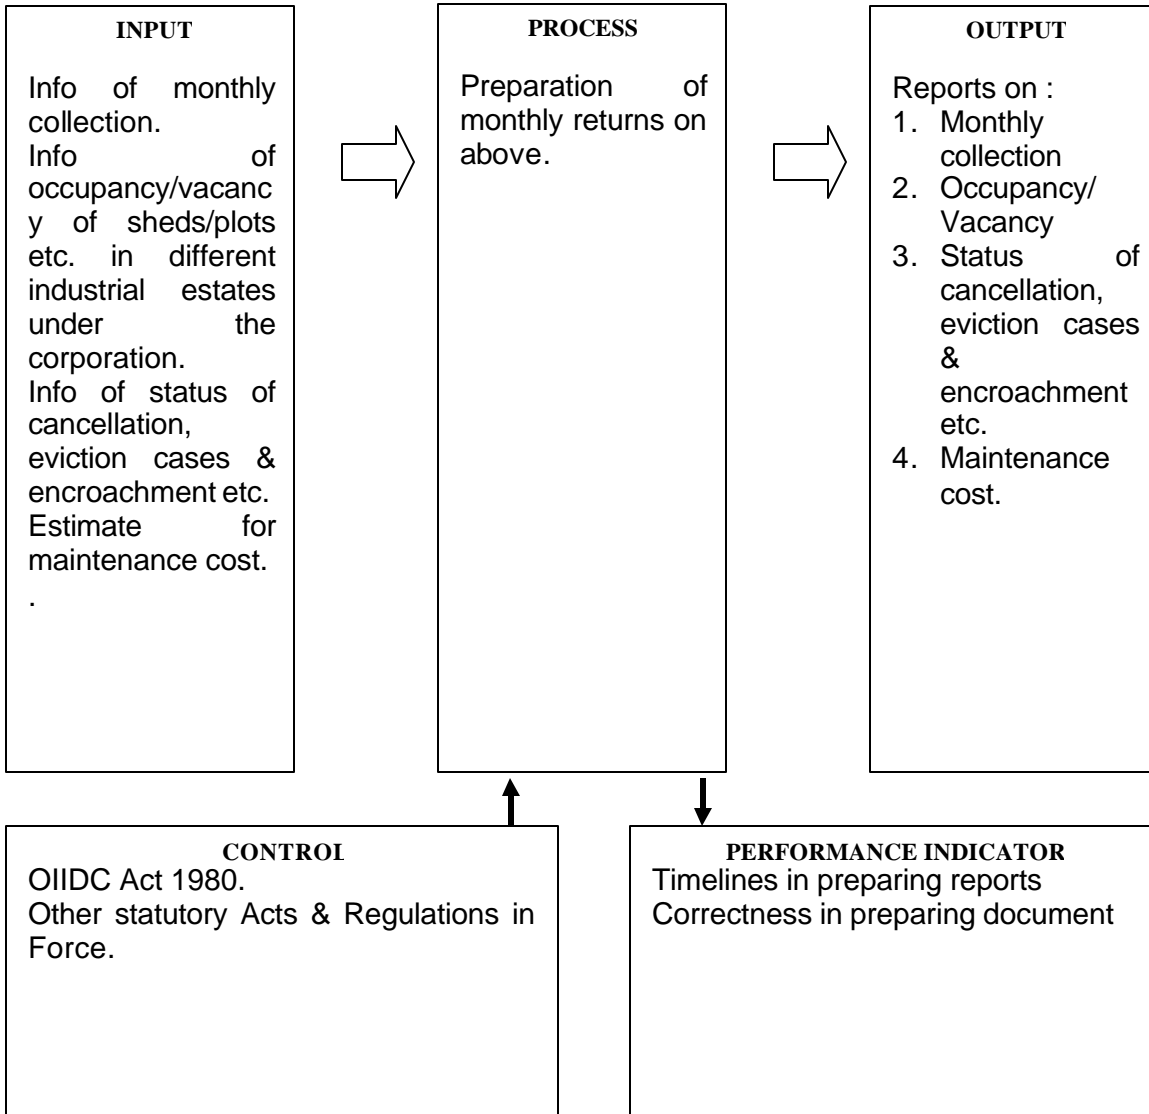 INPUT
Info of monthly
collection.
Info of
occupancy/vacanc
y of sheds/plots
etc. in different
industrial estates
under the
corporation.
Info of status of
cancellation,
eviction cases &
encroachment etc.
Estimate for
maintenance cost.
.
PROCESS
Preparation of
monthly returns on
above.
OUTPUT
Reports on :
1. Monthly
collection
2. Occupancy/
Vacancy
3. Status of
cancellation,
eviction cases
&
encroachment
etc.
4. Maintenance
cost.
CONTROL
OIIDC Act 1980.
Other statutory Acts & Regulations in
Force.
PERFORMANCE INDICATOR
Timelines in preparing reports
Correctness in preparing document